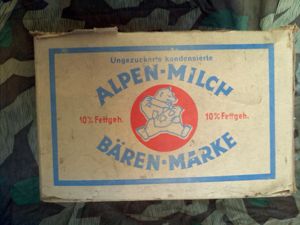 Ungezuckerte kondensierte
ALPEN-MiLCH
10% Fettgeh.
10% Fettgeh.
BÄREN-MARKE